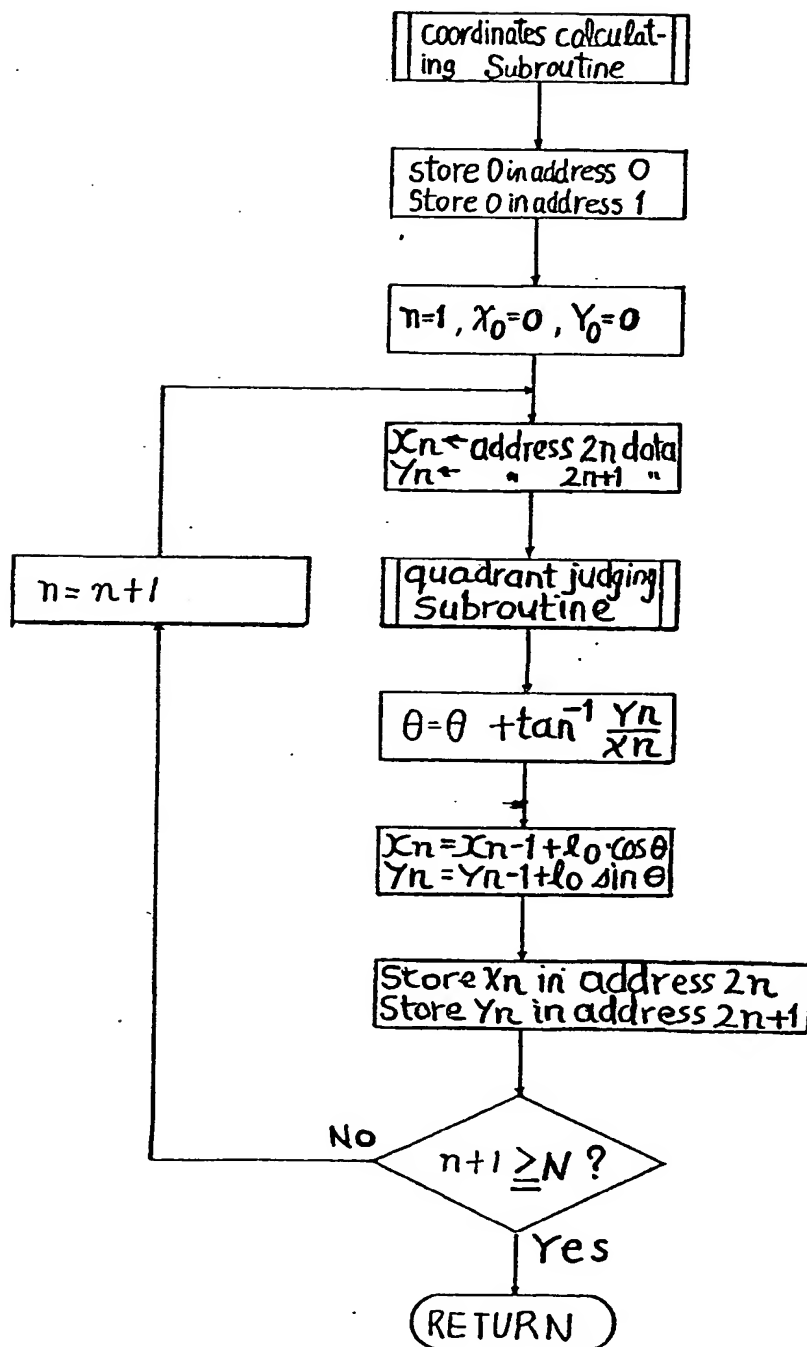 coordinates calculat-
ing Subroutine
store 0 in address 0
Store 0 in address 1
n=1, X0=0, Y0=0
Xn ← address 2n data
Yn ← " 2n+1 "
n = n+1
quadrant judging
Subroutine
θ=θ +tan⁻¹ Yn/Xn
Xn=Xn-1+l0·cosθ
Yn=Yn-1+l0 sinθ
Store Xn in address 2n
Store Yn in address 2n+1
No
n+1 ≧ N ?
Yes
RETURN